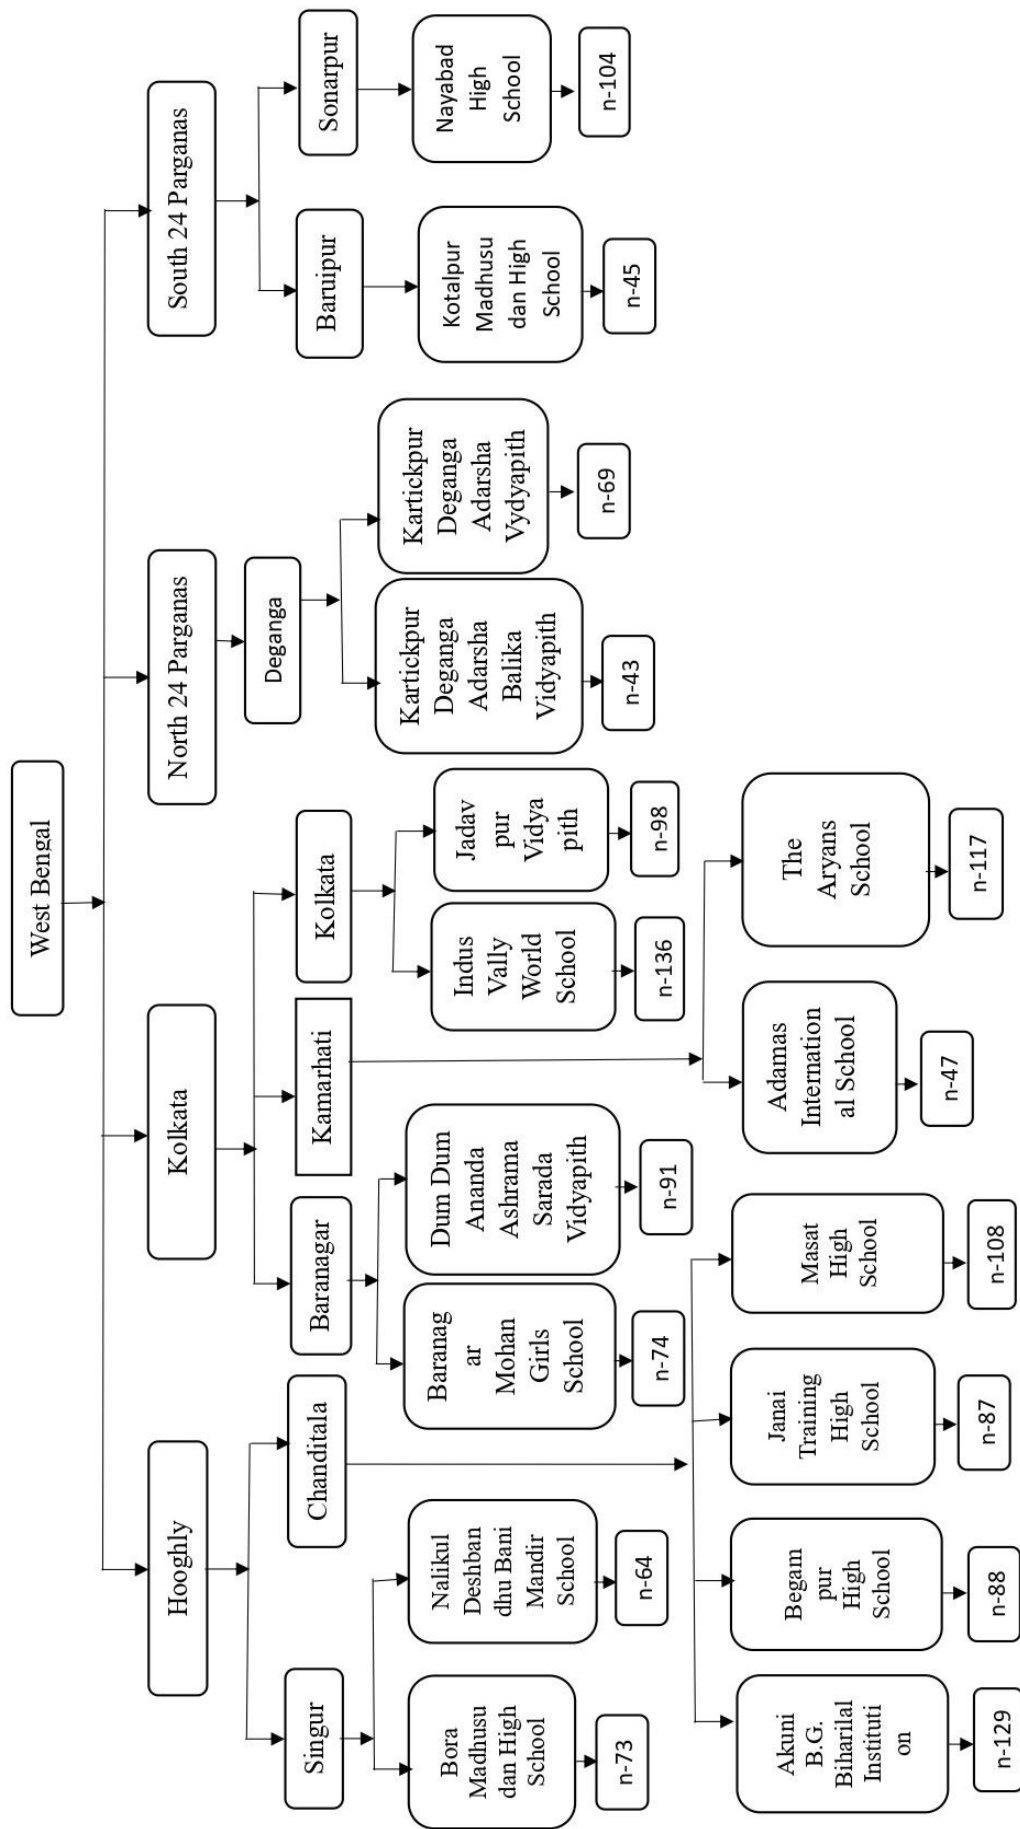 West Bengal
Hooghly
Kolkata
North 24 Parganas
South 24 Parganas
Singur
Chanditala
Baranagar
Kamarhati
Kolkata
Deganga
Baruipur
Sonarpur
Bora
Madhusu
dan High
School
Nalikul
Deshban
dhu Bani
Mandir
School
Baranag
ar
Mohan
Girls
School
Dum Dum
Ananda
Ashrama
Sarada
Vidyapith
Indus
Vally
World
School
Jadav
pur
Vidya
pith
Kartickpur
Deganga
Adarsha
Balika
Vidyapith
Kartickpur
Deganga
Adarsha
Vydyapith
Kotalpur
Madhusu
dan High
School
Nayabad
High
School
n-73
n-64
n-74
n-91
n-136
n-98
n-43
n-69
n-45
n-104
Akuni
B.G.
Biharilal
Instituti
on
Begam
pur
High
School
Janai
Training
High
School
Masat
High
School
Adamas
Internation
al School
The
Aryans
School
n-129
n-88
n-87
n-108
n-47
n-117